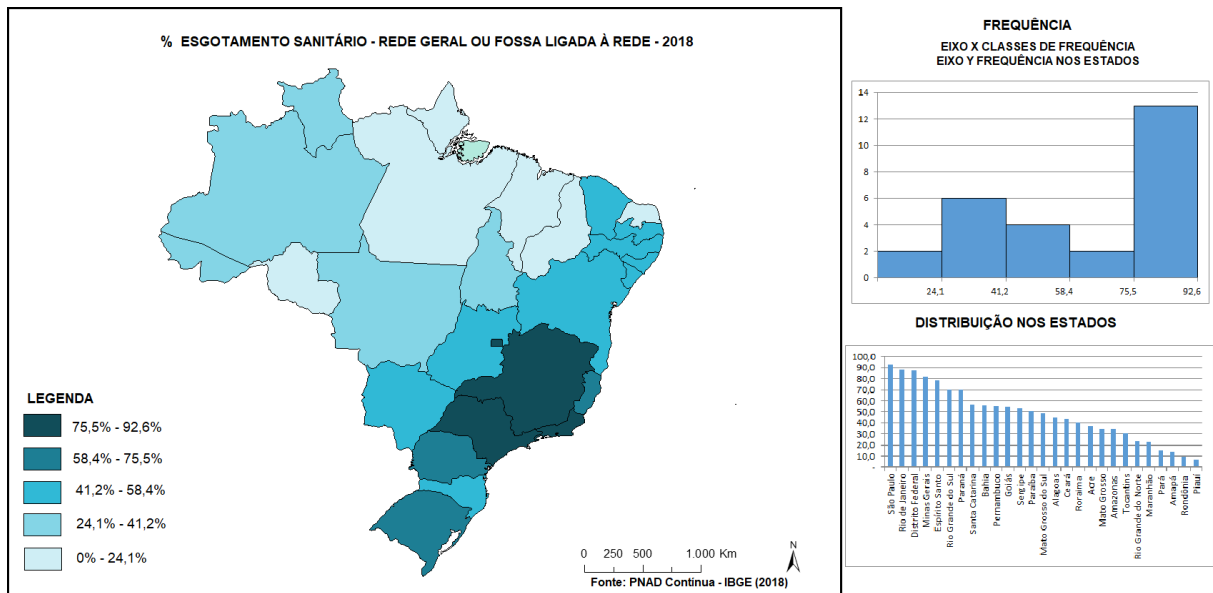 % ESGOTAMENTO SANITÁRIO - REDE GERAL OU FOSSA LIGADA À REDE - 2018
LEGENDA
75,5% - 92,6%
58,4% - 75,5%
41,2% - 58,4%
24,1% - 41,2%
0% - 24,1%
0 250 500 1.000 Km
N
Fonte: PNAD Contínua - IBGE (2018)
FREQUÊNCIA
EIXO X CLASSES DE FREQUÊNCIA
EIXO Y FREQUÊNCIA NOS ESTADOS
14
12
10
8
6
4
2
0
24,1 41,2 58,4 75,5 92,6
DISTRIBUIÇÃO NOS ESTADOS
100,0
90,0
80,0
70,0
60,0
50,0
40,0
30,0
20,0
10,0
-
São Paulo
Rio de Janeiro
Distrito Federal
Minas Gerais
Espírito Santo
Rio Grande do Sul
Paraná
Santa Catarina
Bahia
Pernambuco
Goiás
Sergipe
Paraíba
Mato Grosso do Sul
Alagoas
Ceará
Roraima
Acre
Mato Grosso
Amazonas
Tocantins
Rio Grande do Norte
Maranhão
Pará
Amapá
Rondônia
Piauí